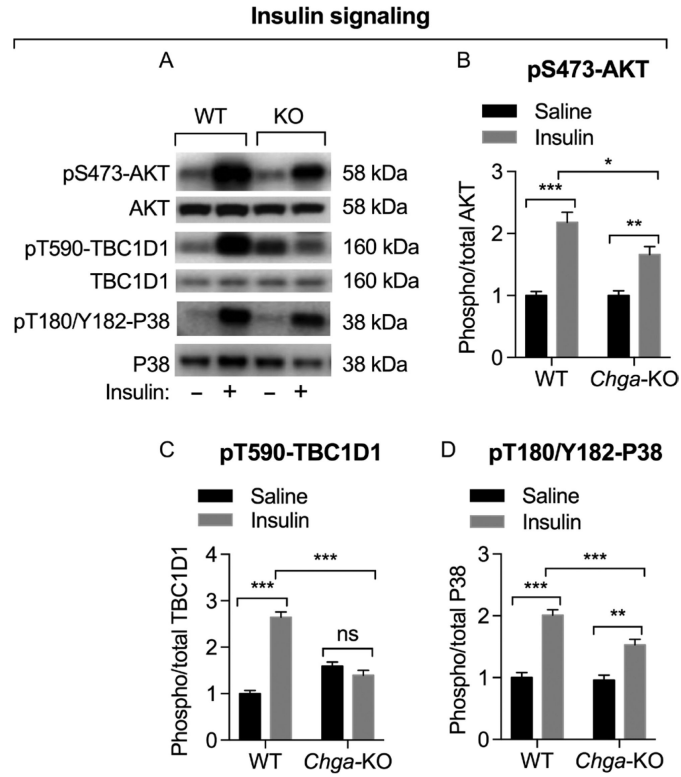 Insulin signaling
A
WT KO
pS473-AKT 58 kDa
AKT 58 kDa
pT590-TBC1D1 160 kDa
TBC1D1 160 kDa
pT180/Y182-P38 38 kDa
P38 38 kDa
Insulin: – + – +
B pS473-AKT
Saline
Insulin
Phospho/total AKT
3
2
1
0
*
***
**
WT Chga-KO
C pT590-TBC1D1
Saline
Insulin
Phospho/total TBC1D1
4
3
2
1
0
***
***
ns
WT Chga-KO
D pT180/Y182-P38
Saline
Insulin
Phospho/total P38
3
2
1
0
***
***
**
WT Chga-KO